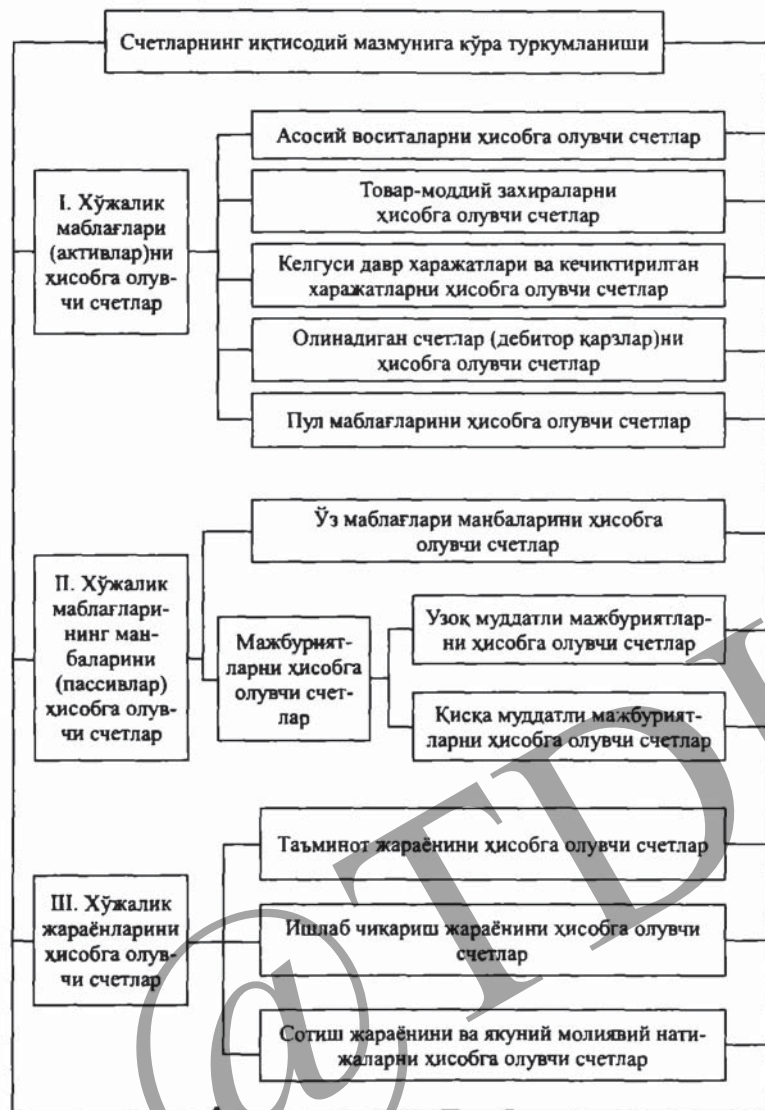 Счетларнинг иқтисодий мазмунига кўра туркумланиши
I. Хўжалик
маблағлари
(активлар)ни
ҳисобга олув-
чи счетлар
Асосий воситаларни ҳисобга олувчи счетлар
Товар-моддий захираларни
ҳисобга олувчи счетлар
Келгуси давр харажатлари ва кечиктирилган
харажатларни ҳисобга олувчи счетлар
Олинадиган счетлар (дебитор қарзлар)ни
ҳисобга олувчи счетлар
Пул маблағларини ҳисобга олувчи счетлар
II. Хўжалик
маблағлари-
нинг ман-
баларини
(пассивлар)
ҳисобга олув-
чи счетлар
Ўз маблағлари манбаларини ҳисобга
олувчи счетлар
Мажбурият-
ларни ҳисобга
олувчи счет-
лар
Узоқ муддатли мажбуриятлар-
ни ҳисобга олувчи счетлар
Қисқа муддатли мажбурият-
ларни ҳисобга олувчи счетлар
III. Хўжалик
жараёнларини
ҳисобга олув-
чи счетлар
Таъминот жараёнини ҳисобга олувчи счетлар
Ишлаб чиқариш жараёнини ҳисобга олувчи
счетлар
Сотиш жараёнини ва якуний молиявий нати-
жаларни ҳисобга олувчи счетлар